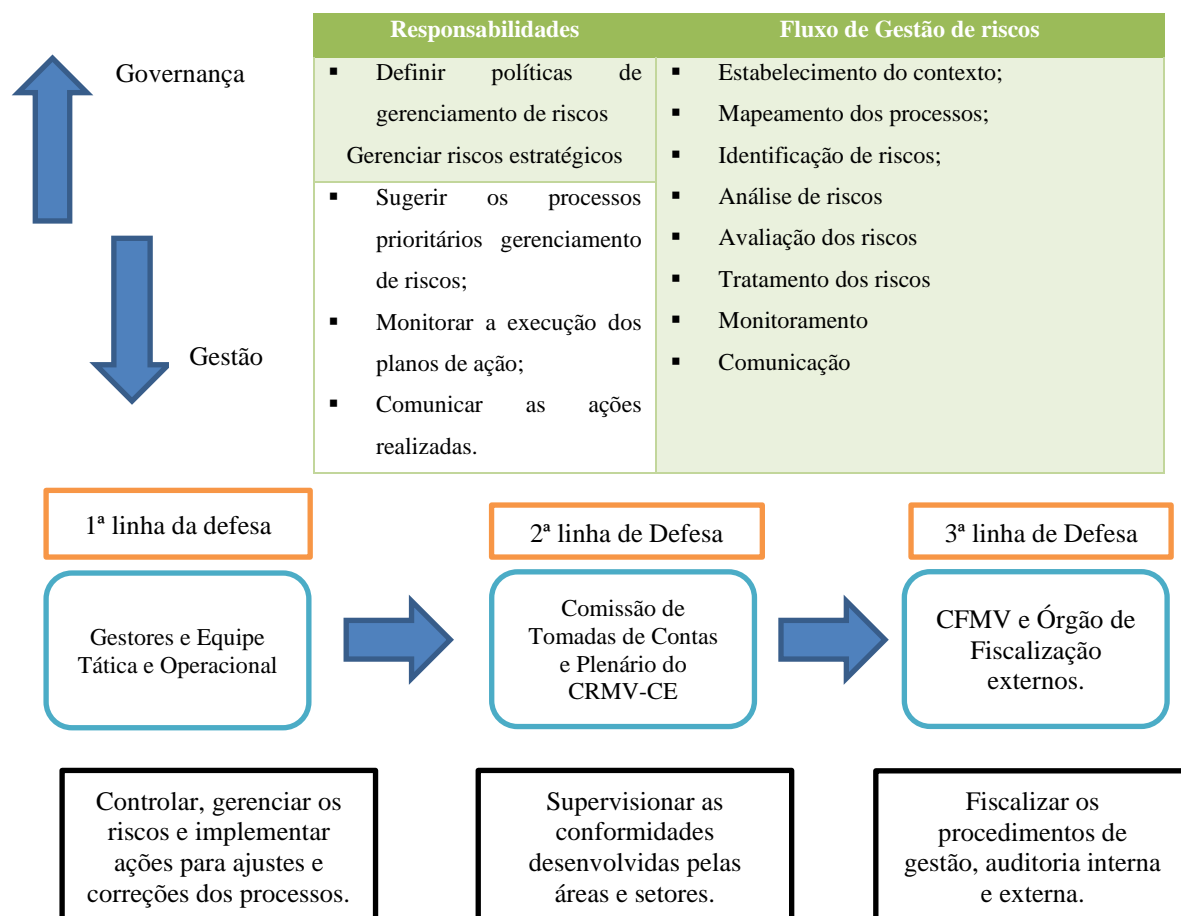 Governança
Gestão
Responsabilidades
▪ Definir políticas de
gerenciamento de riscos
Gerenciar riscos estratégicos
▪ Sugerir os processos
prioritários gerenciamento
de riscos;
▪ Monitorar a execução dos
planos de ação;
▪ Comunicar as ações
realizadas.
Fluxo de Gestão de riscos
▪ Estabelecimento do contexto;
▪ Mapeamento dos processos;
▪ Identificação de riscos;
▪ Análise de riscos
▪ Avaliação dos riscos
▪ Tratamento dos riscos
▪ Monitoramento
▪ Comunicação
1ª linha da defesa
Gestores e Equipe
Tática e Operacional
Controlar, gerenciar os
riscos e implementar
ações para ajustes e
correções dos processos.
2ª linha de Defesa
Comissão de
Tomadas de Contas
e Plenário do
CRMV-CE
Supervisionar as
conformidades
desenvolvidas pelas
áreas e setores.
3ª linha de Defesa
CFMV e Órgão de
Fiscalização
externos.
Fiscalizar os
procedimentos de
gestão, auditoria interna
e externa.